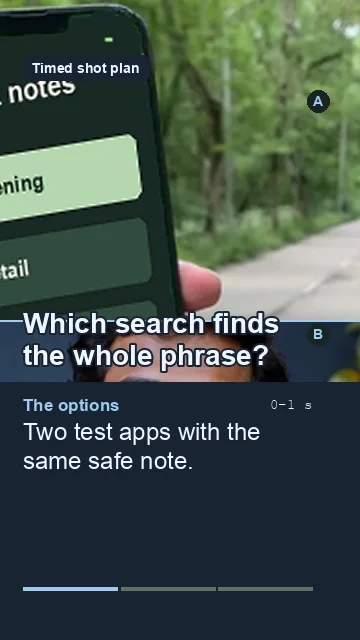 Timed shot plan
notes
A
ening
tail
Which search finds
the whole phrase?
B
The options
0–1 s
Two test apps with the
same safe note.